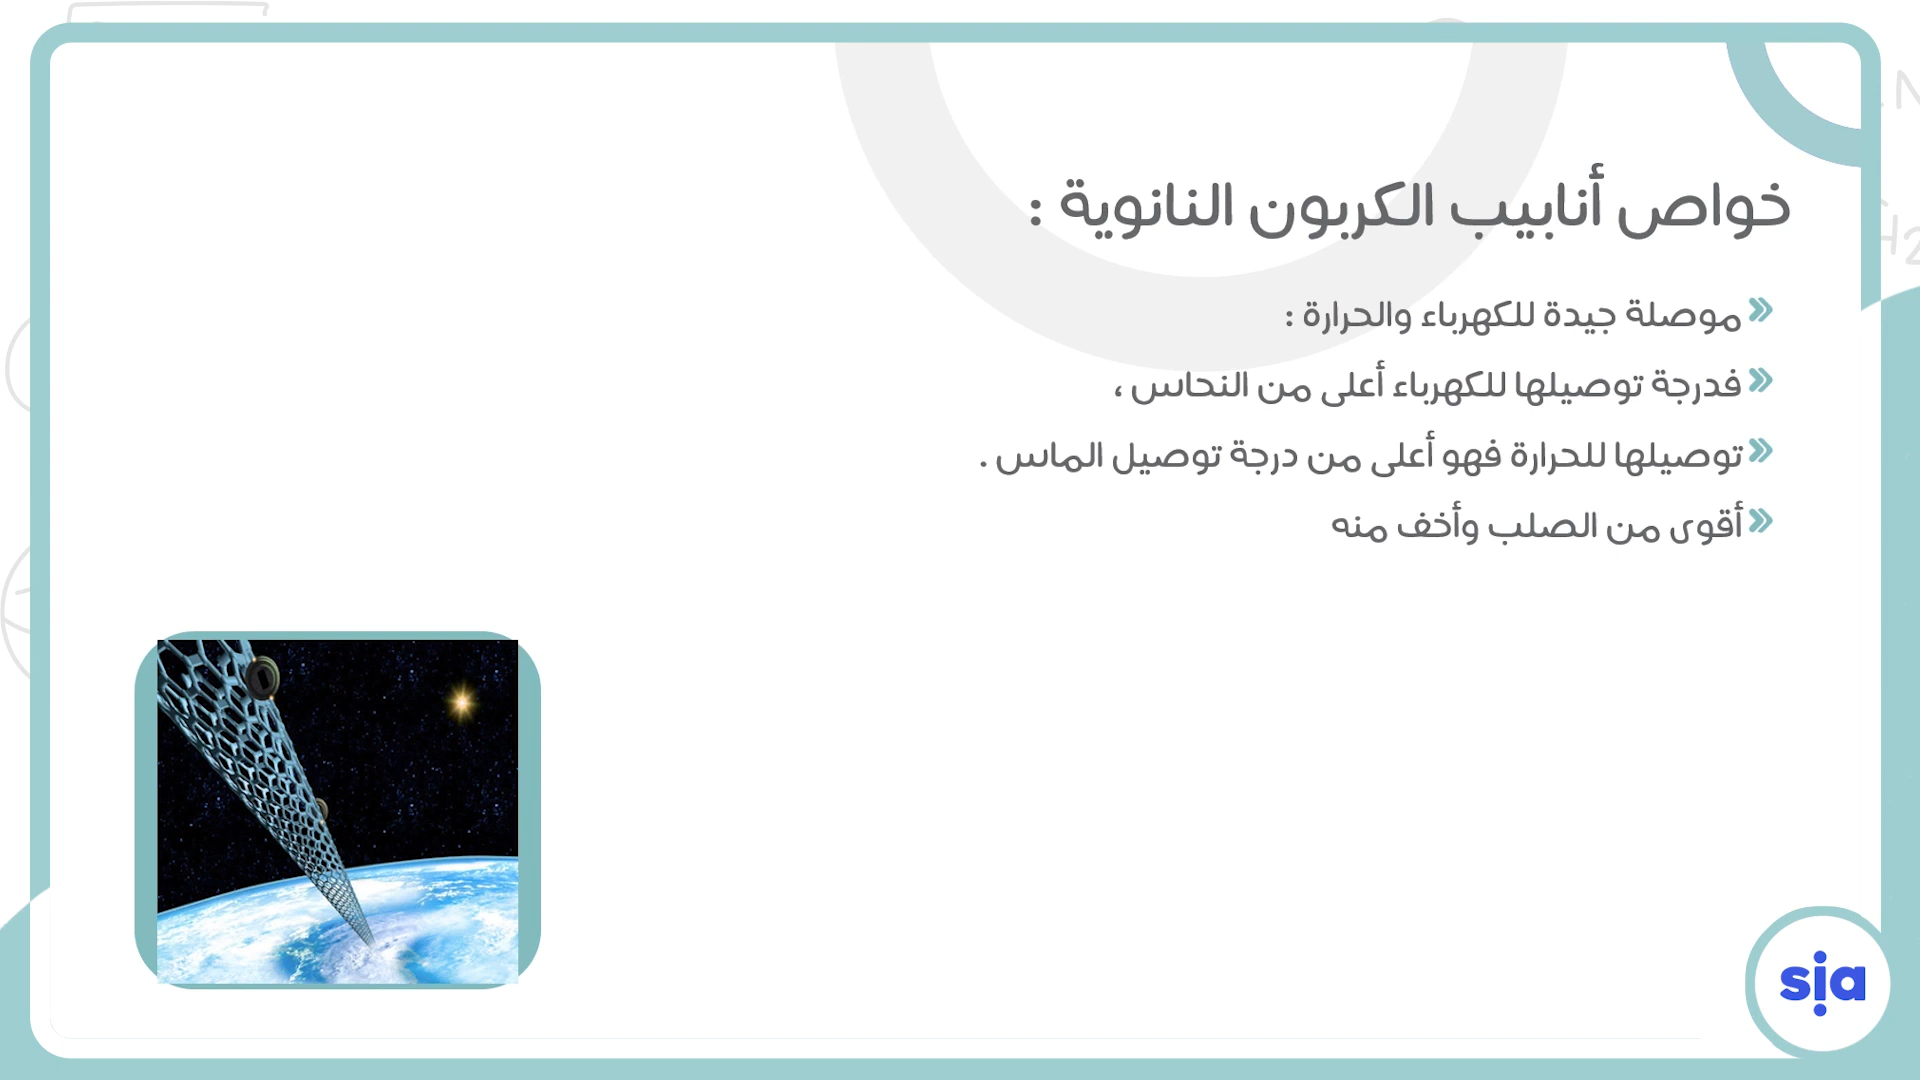 خواص أنابيب الكربون النانوية :
موصلة جيدة للكهرباء والحرارة :
فدرجة توصيلها للكهرباء أعلى من النحاس ،
توصيلها للحرارة فهو أعلى من درجة توصيل الماس .
أقوى من الصلب وأخف منه
sia